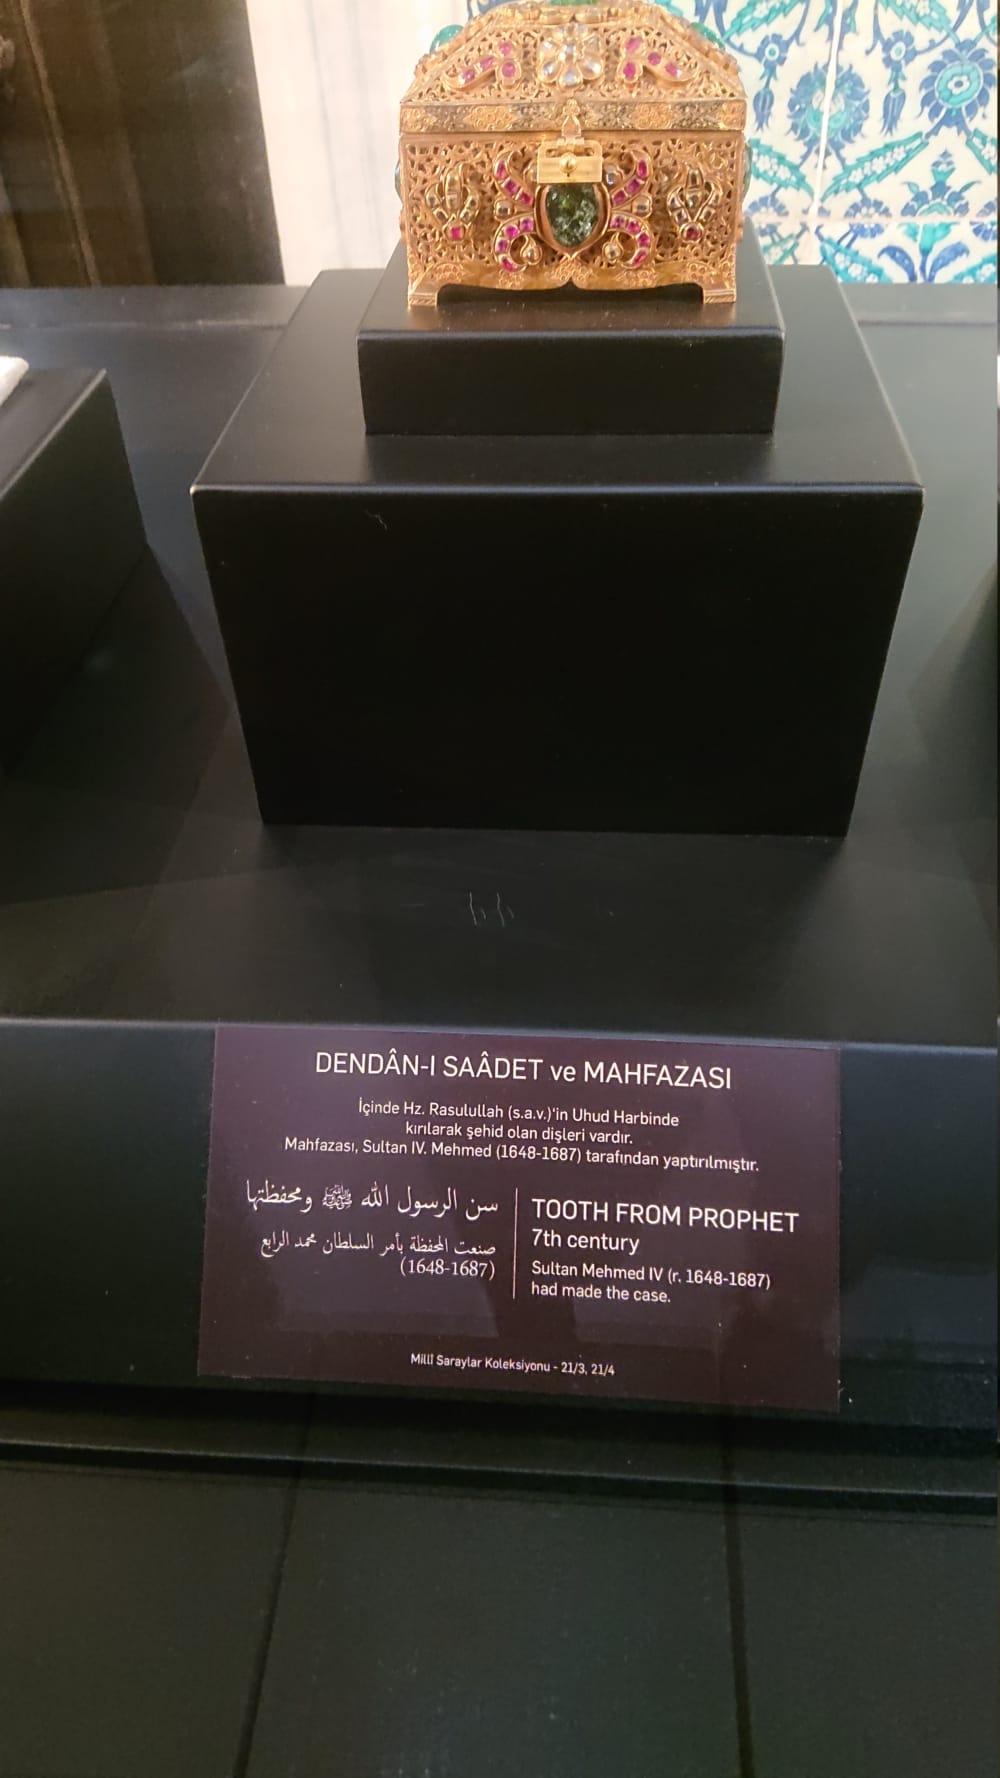 DENDÂN-I SAÂDET ve MAHFAZASI
İçinde Hz. Rasulullah (s.a.v.)'in Uhud Harbinde
kırılarak şehid olan dişleri vardır.
Mahfazası, Sultan IV. Mehmed (1648-1687) tarafından yaptırılmıştır.
سن الرسول الله ﷺ ومحفظتها
صنعت المحفظة بأمر السلطان محمد الرابع
(1648-1687)
TOOTH FROM PROPHET
7th century
Sultan Mehmed IV (r. 1648-1687)
had made the case.
Millî Saraylar Koleksiyonu - 21/3, 21/4